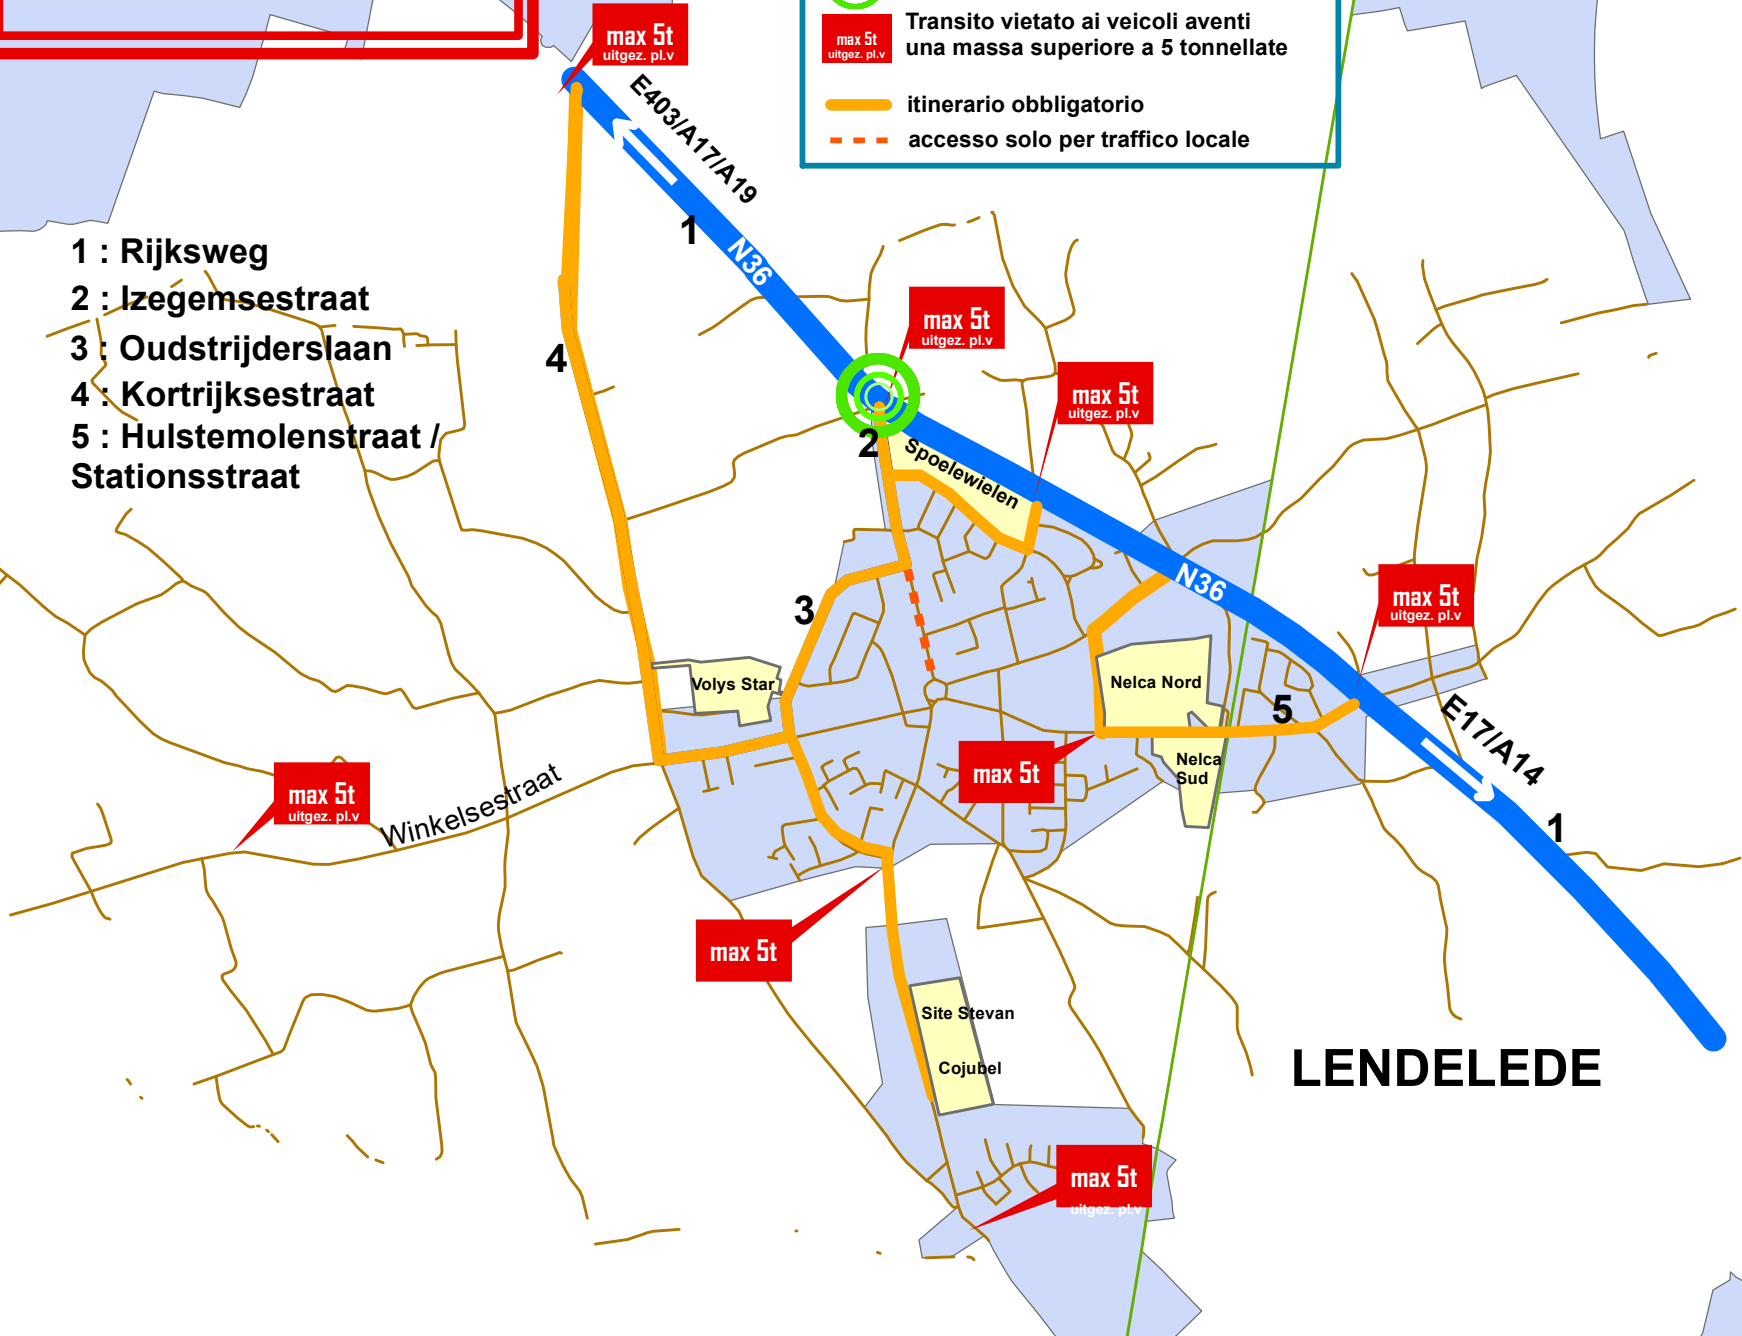 max 5t
uitgez. pl.v
Transito vietato ai veicoli aventi
max 5t
uitgez. pl.v
una massa superiore a 5 tonnellate
itinerario obbligatorio
accesso solo per traffico locale
E403/A17/A19
1
N36
1 : Rijksweg
2 : Izegemsestraat
3 : Oudstrijderslaan
4 : Kortrijksestraat
5 : Hulstemolenstraat /
Stationsstraat
4
max 5t
uitgez. pl.v
max 5t
uitgez. pl.v
2
Spoelewielen
N36
max 5t
uitgez. pl.v
3
Volys Star
Nelca Nord
5
E17/A14
Nelca
Sud
max 5t
max 5t
uitgez. pl.v
Winkelsestraat
1
max 5t
Site Stevan
Cojubel
LENDELEDE
max 5t
uitgez. pl.v